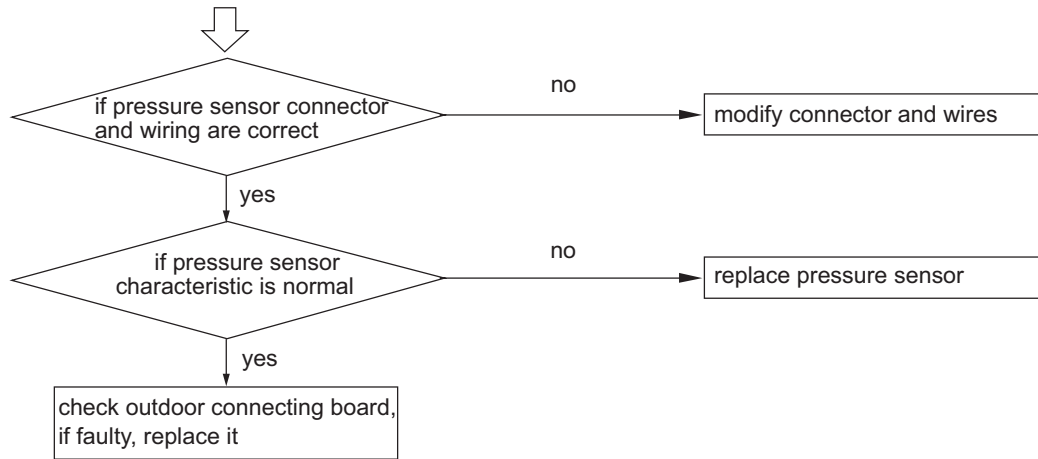 if pressure sensor connector
and wiring are correct
no
modify connector and wires
yes
if pressure sensor
characteristic is normal
no
replace pressure sensor
yes
check outdoor connecting board,
if faulty, replace it